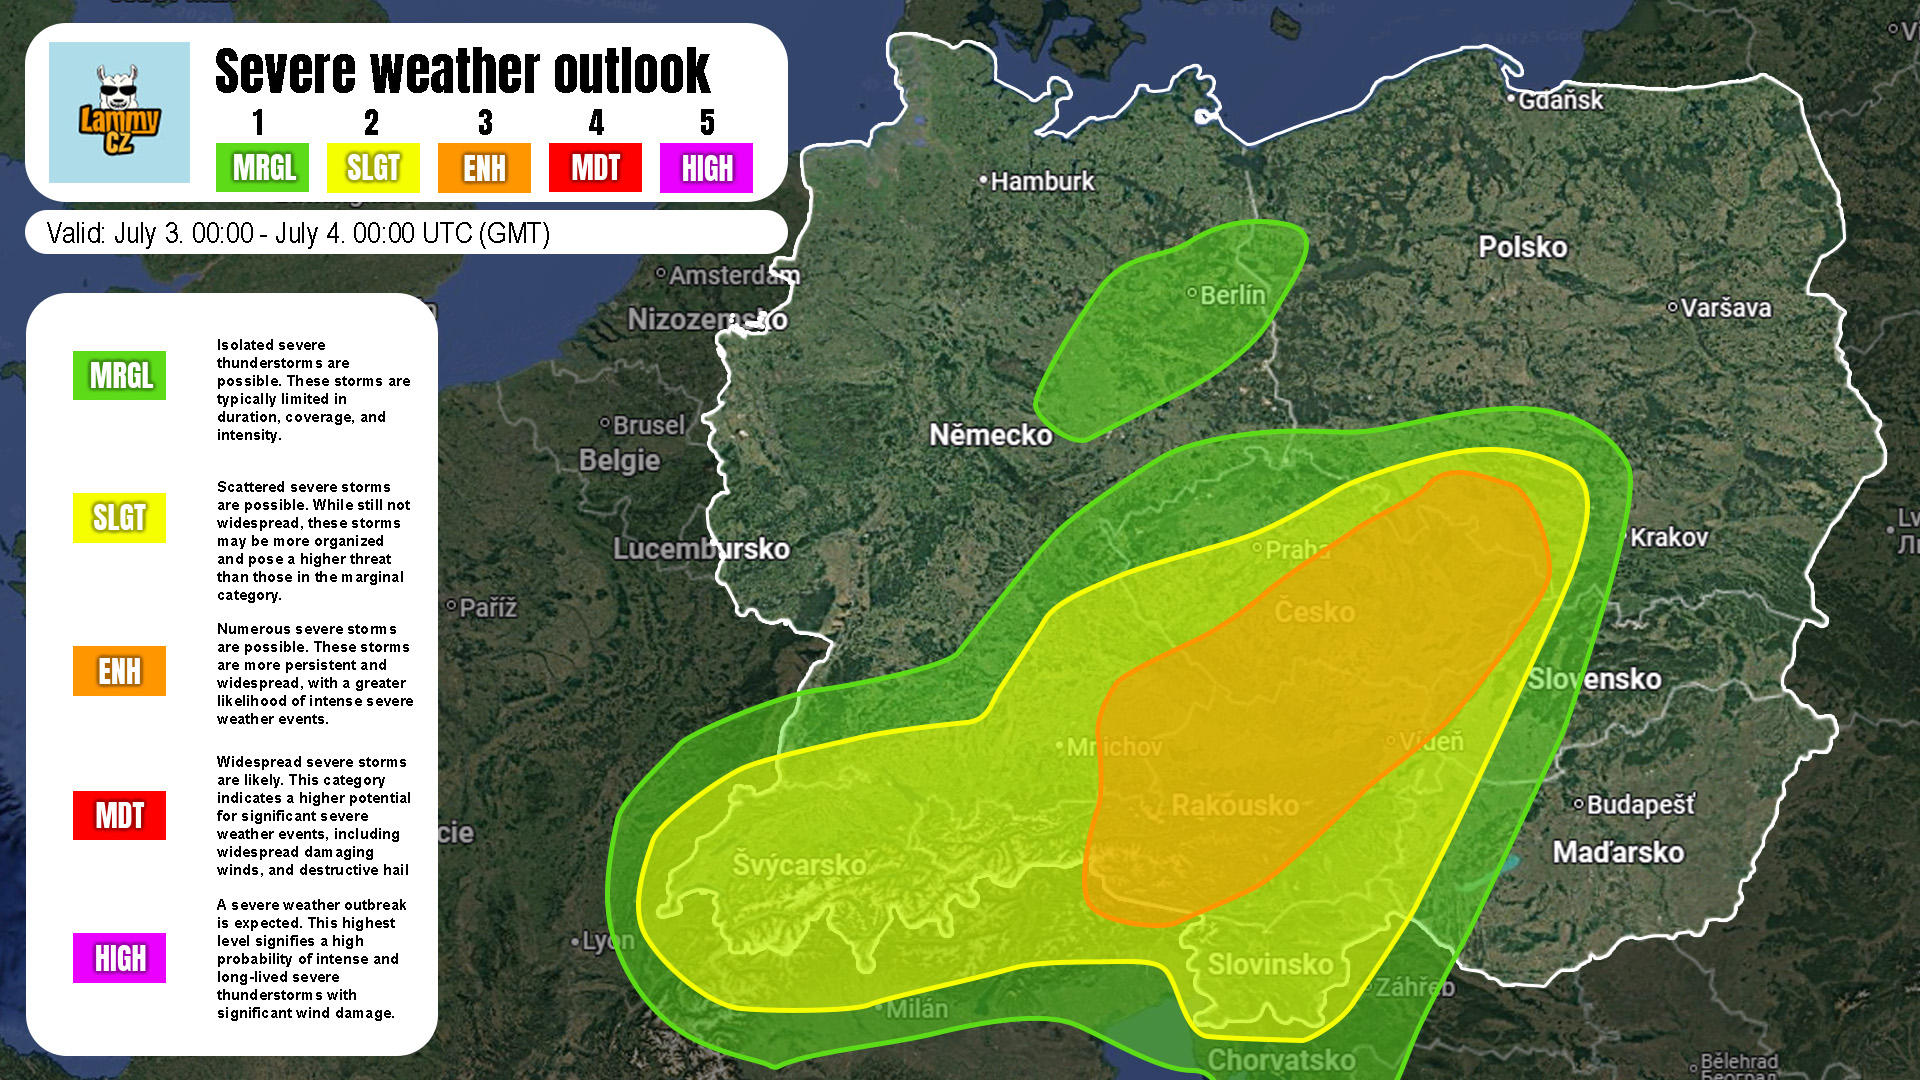 Severe weather outlook
Lammy
CZ
1 2 3 4 5
MRGL SLGT ENH MDT HIGH
Valid: July 3. 00:00 - July 4. 00:00 UTC (GMT)
MRGL
Isolated severe
thunderstorms are
possible. These storms are
typically limited in
duration, coverage, and
intensity.
SLGT
Scattered severe storms
are possible. While still not
widespread, these storms
may be more organized
and pose a higher threat
than those in the marginal
category.
ENH
Numerous severe storms
are possible. These storms
are more persistent and
widespread, with a greater
likelihood of intense severe
weather events.
MDT
Widespread severe storms
are likely. This category
indicates a higher potential
for significant severe
weather events, including
widespread damaging
winds, and destructive hail
HIGH
A severe weather outbreak
is expected. This highest
level signifies a high
probability of intense and
long-lived severe
thunderstorms with
significant wind damage.
Gdaňsk
Hamburk
Polsko
Amsterdam
Berlín
Varšava
Nizozemsko
Brusel
Německo
Belgie
Krakov
Lucembursko
Praha
Paříž
Česko
Slovensko
Mnichov
Vídeň
Rakousko
Budapešť
cie
Maďarsko
Švýcarsko
Lyon
Slovinsko
Záhřeb
Milán
Chorvatsko
Bělehrad
Београд